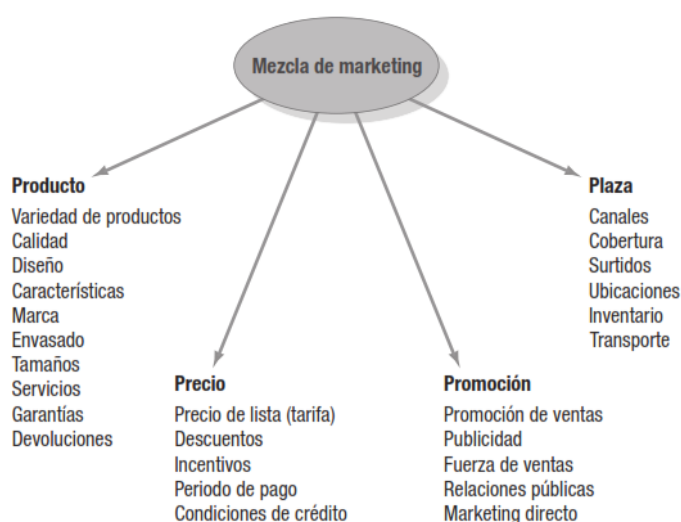 Mezcla de marketing
Producto
Variedad de productos
Calidad
Diseño
Características
Marca
Envasado
Tamaños
Servicios
Garantías
Devoluciones
Precio
Precio de lista (tarifa)
Descuentos
Incentivos
Periodo de pago
Condiciones de crédito
Promoción
Promoción de ventas
Publicidad
Fuerza de ventas
Relaciones públicas
Marketing directo
Plaza
Canales
Cobertura
Surtidos
Ubicaciones
Inventario
Transporte